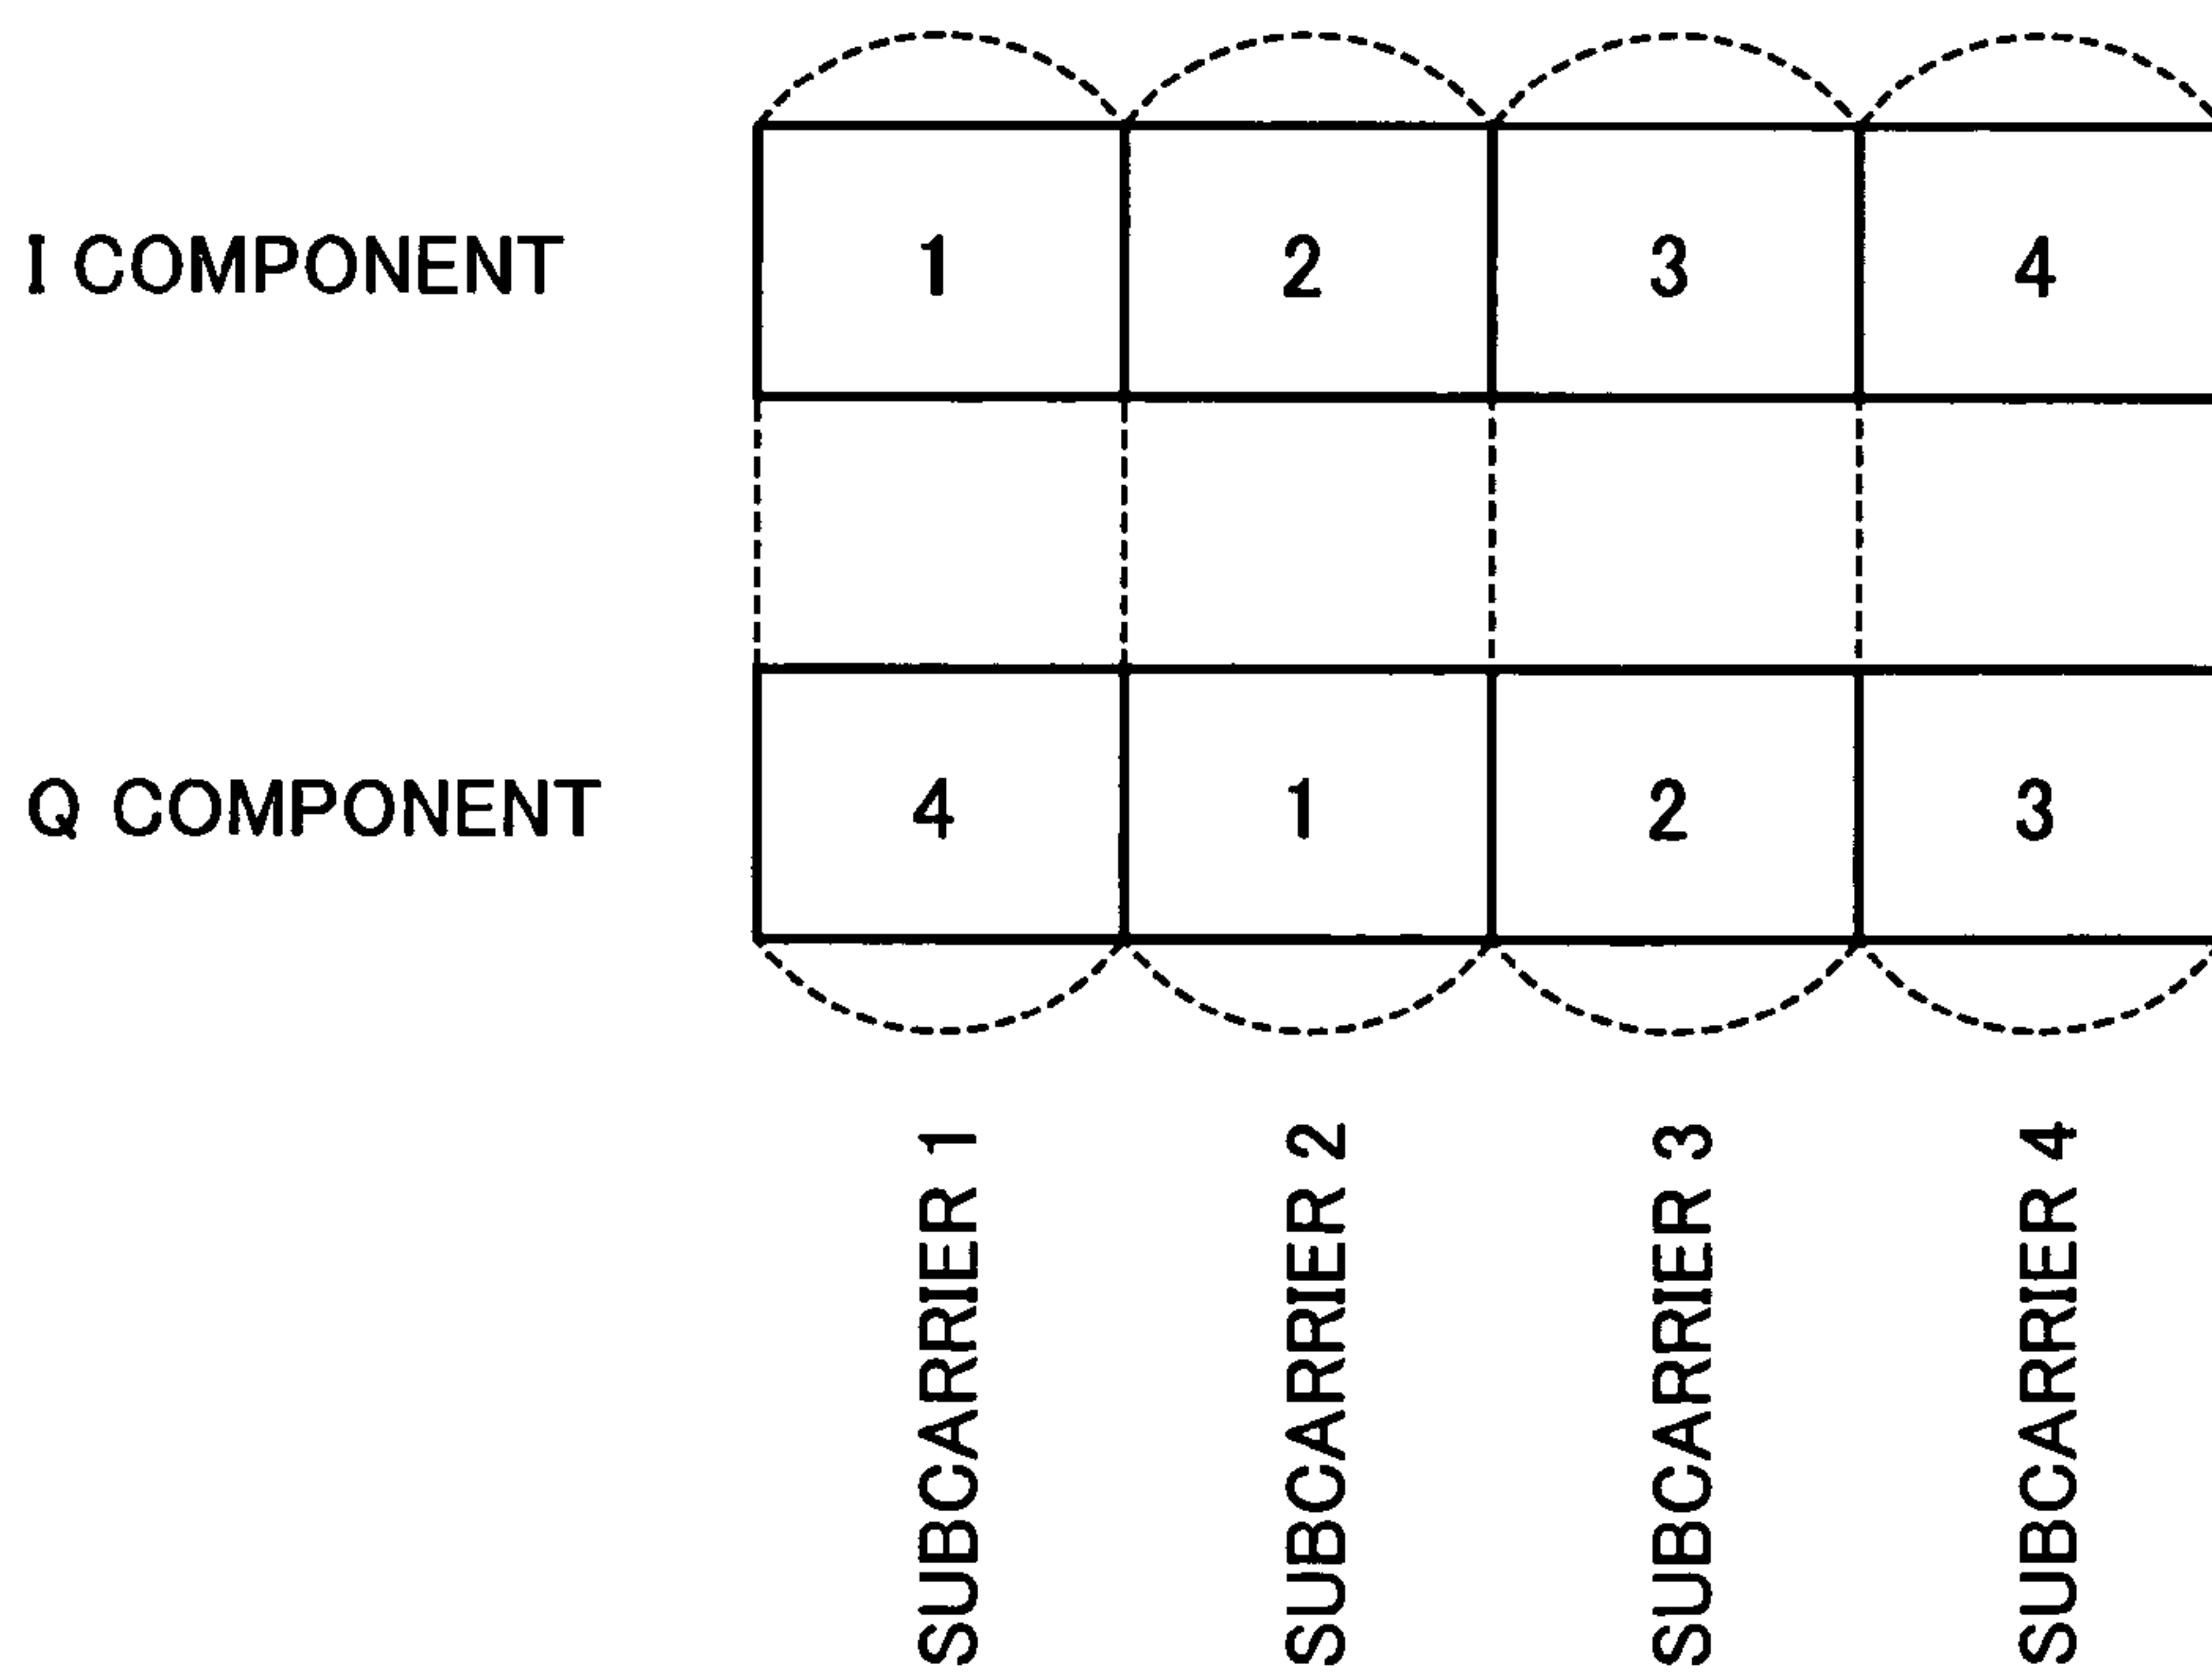 I COMPONENT 1 2 3 4
Q COMPONENT 4 1 2 3
SUBCARRIER 1
SUBCARRIER 2
SUBCARRIER 3
SUBCARRIER 4